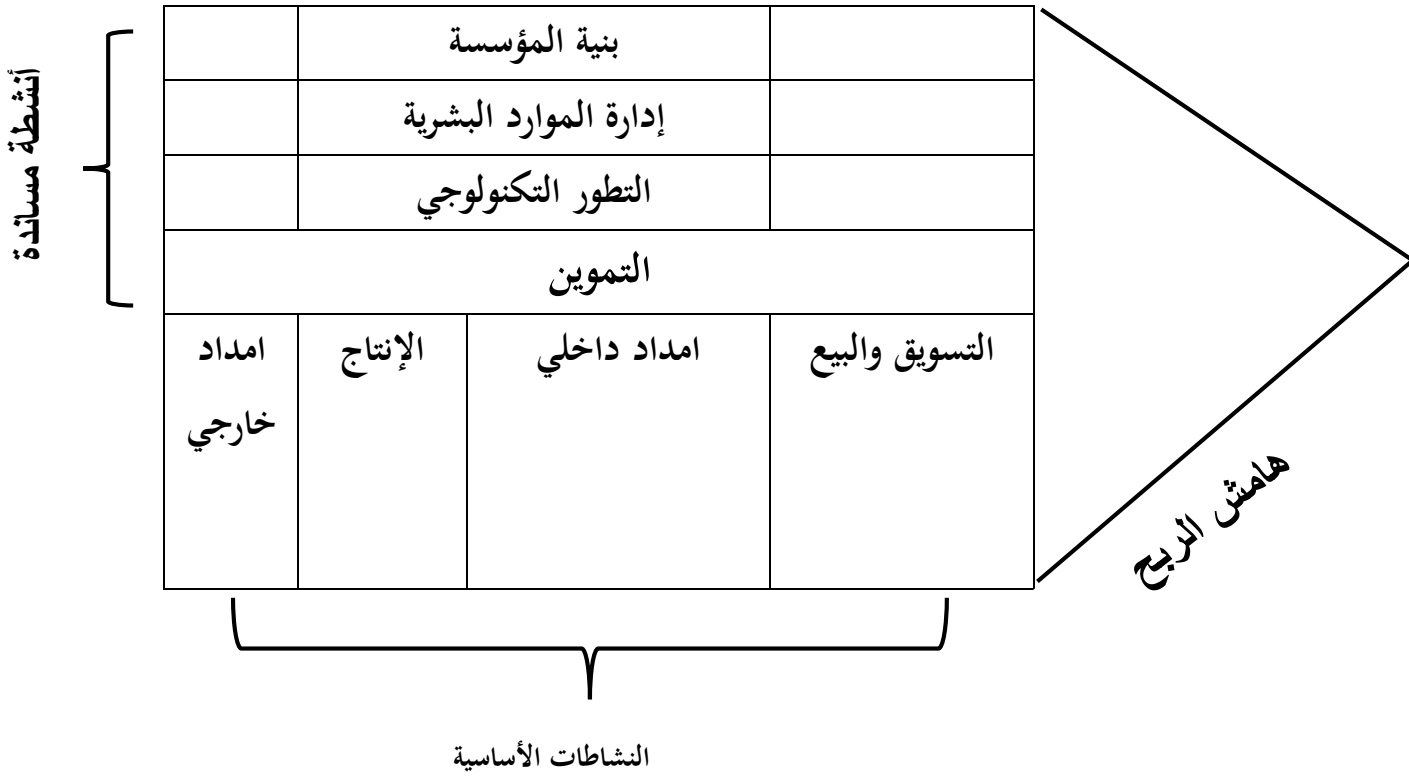 أنشطة مساندة
بنية المؤسسة
إدارة الموارد البشرية
التطور التكنولوجي
التموين
التسويق والبيع
امداد داخلي
الإنتاج
امداد
خارجي
هامش الربح
النشاطات الأساسية